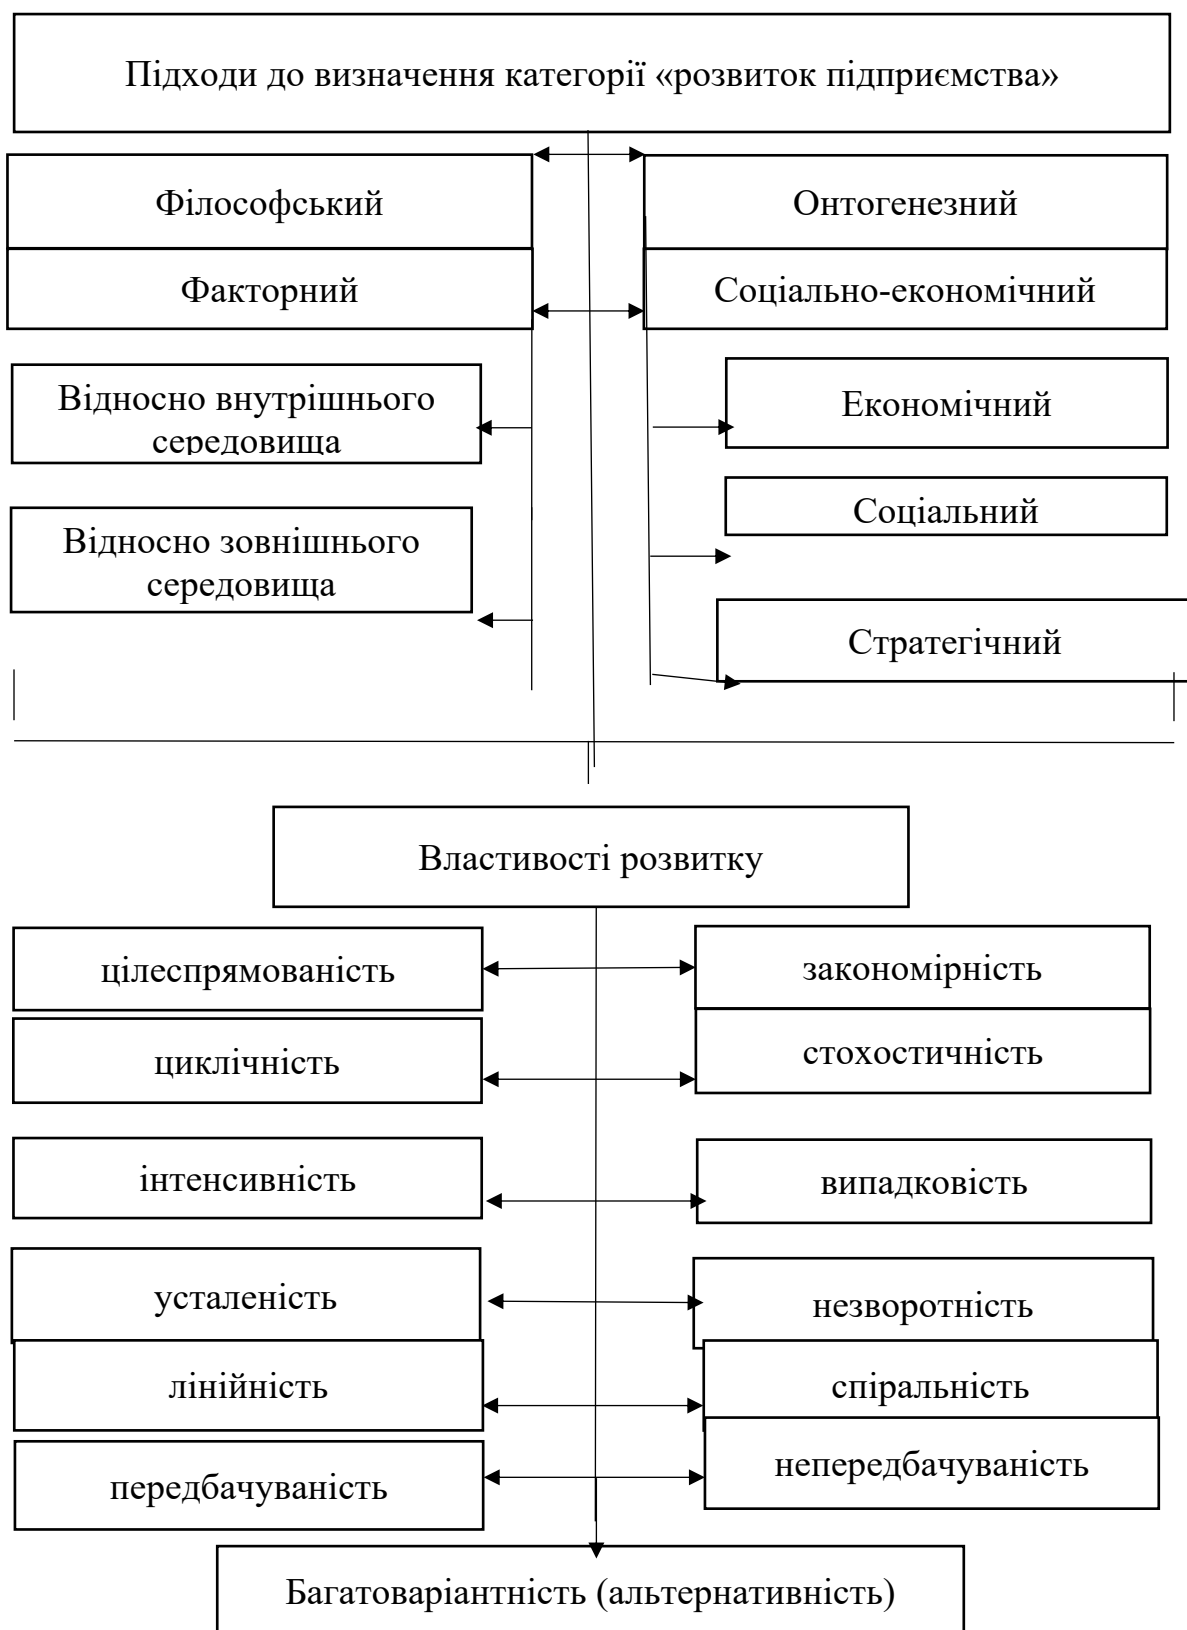 Підходи до визначення категорії «розвиток підприємства»
Філософський
Онтогенезний
Факторний
Соціально-економічний
Відносно внутрішнього
середовища
Економічний
Соціальний
Відносно зовнішнього
середовища
Стратегічний
Властивості розвитку
цілеспрямованість
закономірність
циклічність
стохостичність
інтенсивність
випадковість
усталеність
незворотність
лінійність
спіральність
передбачуваність
непередбачуваність
Багатоваріантність (альтернативність)